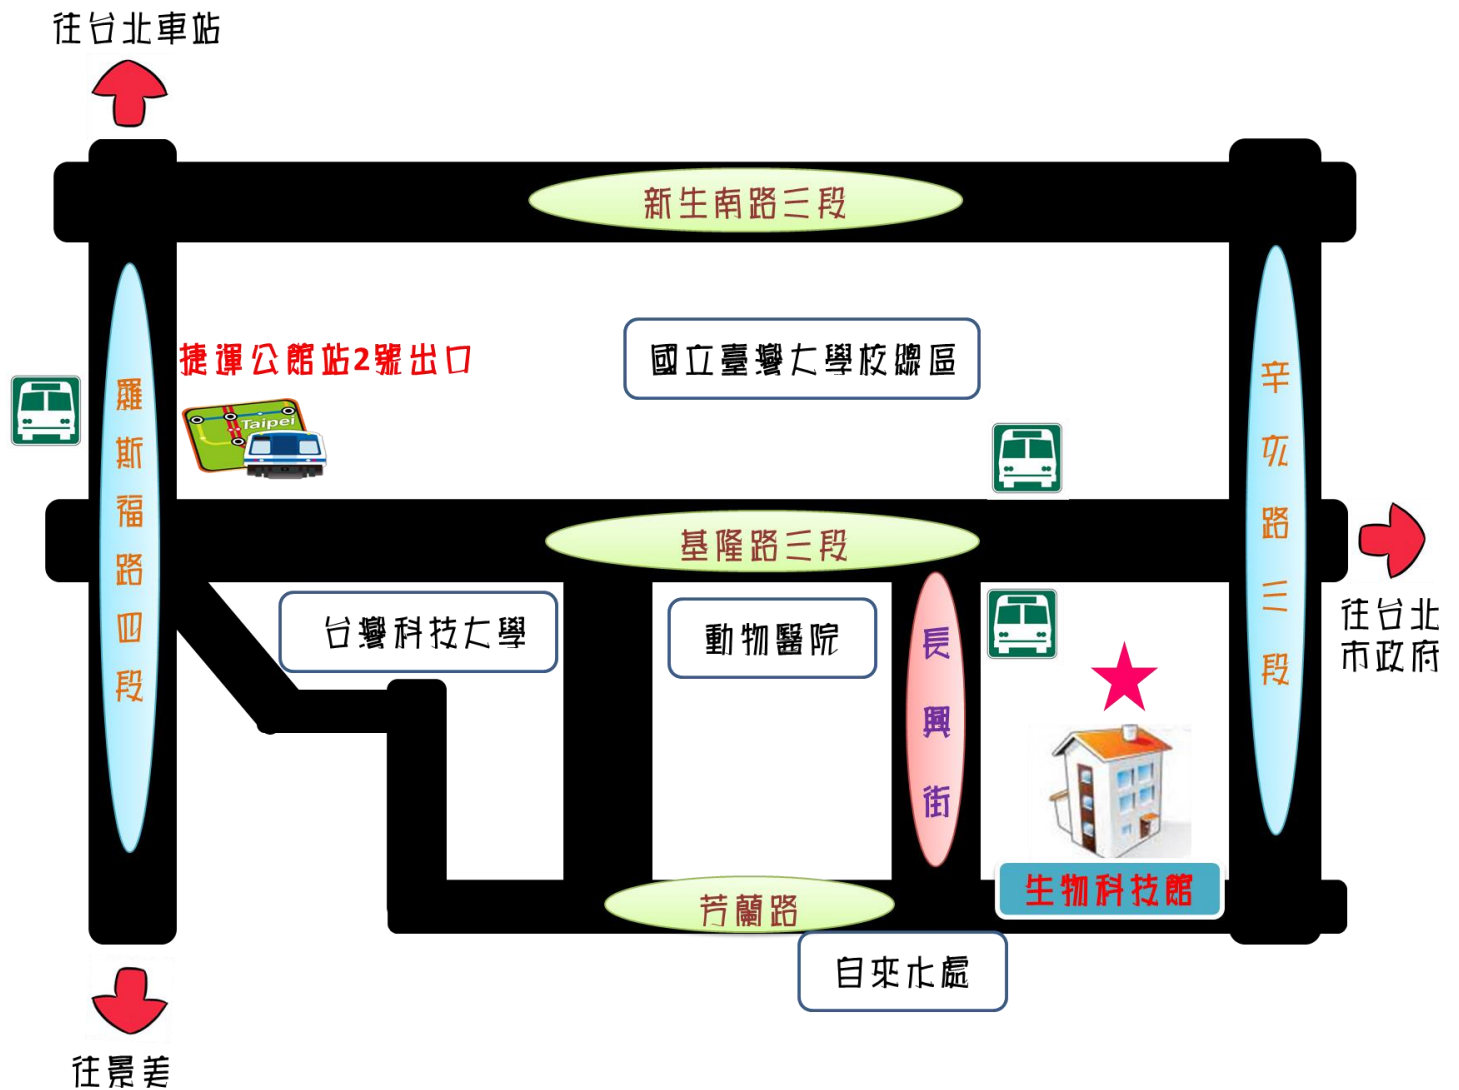 往台北車站
新生南路三段
捷運公館站2號出口
Taipei
國立臺灣大學校總區
羅斯福路四段
辛亥路三段
基隆路三段
往台北
市政府
台灣科技大學
動物醫院
長興街
生物科技館
芳蘭路
自來水處
往景美